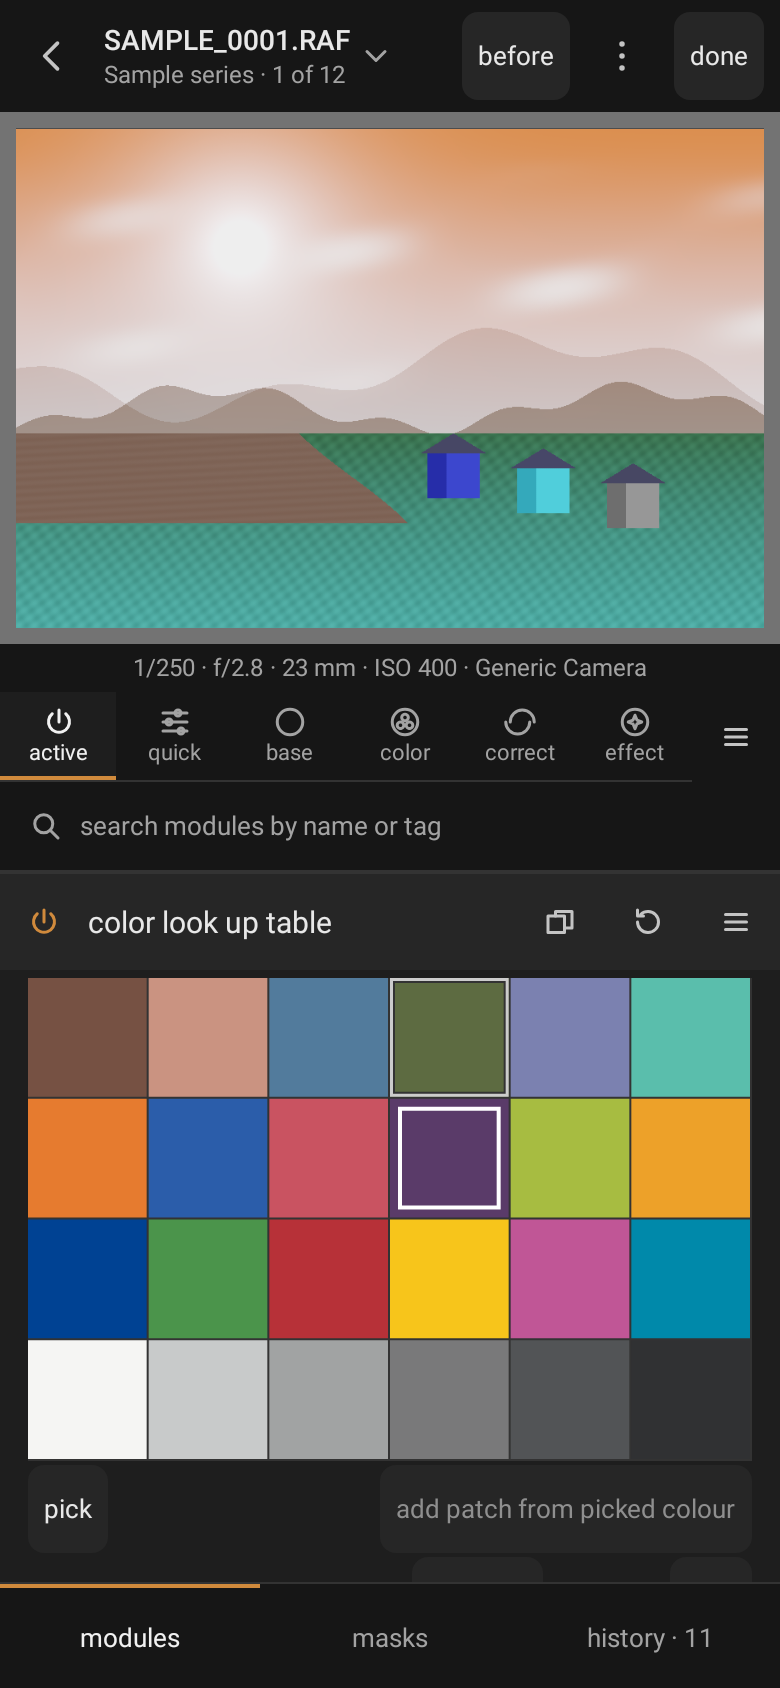 SAMPLE_0001.RAF
Sample series · 1 of 12
before
done
1/250 · f/2.8 · 23 mm · ISO 400 · Generic Camera
active
quick
base
color
correct
effect
search modules by name or tag
color look up table
pick
add patch from picked colour
modules
masks
history · 11